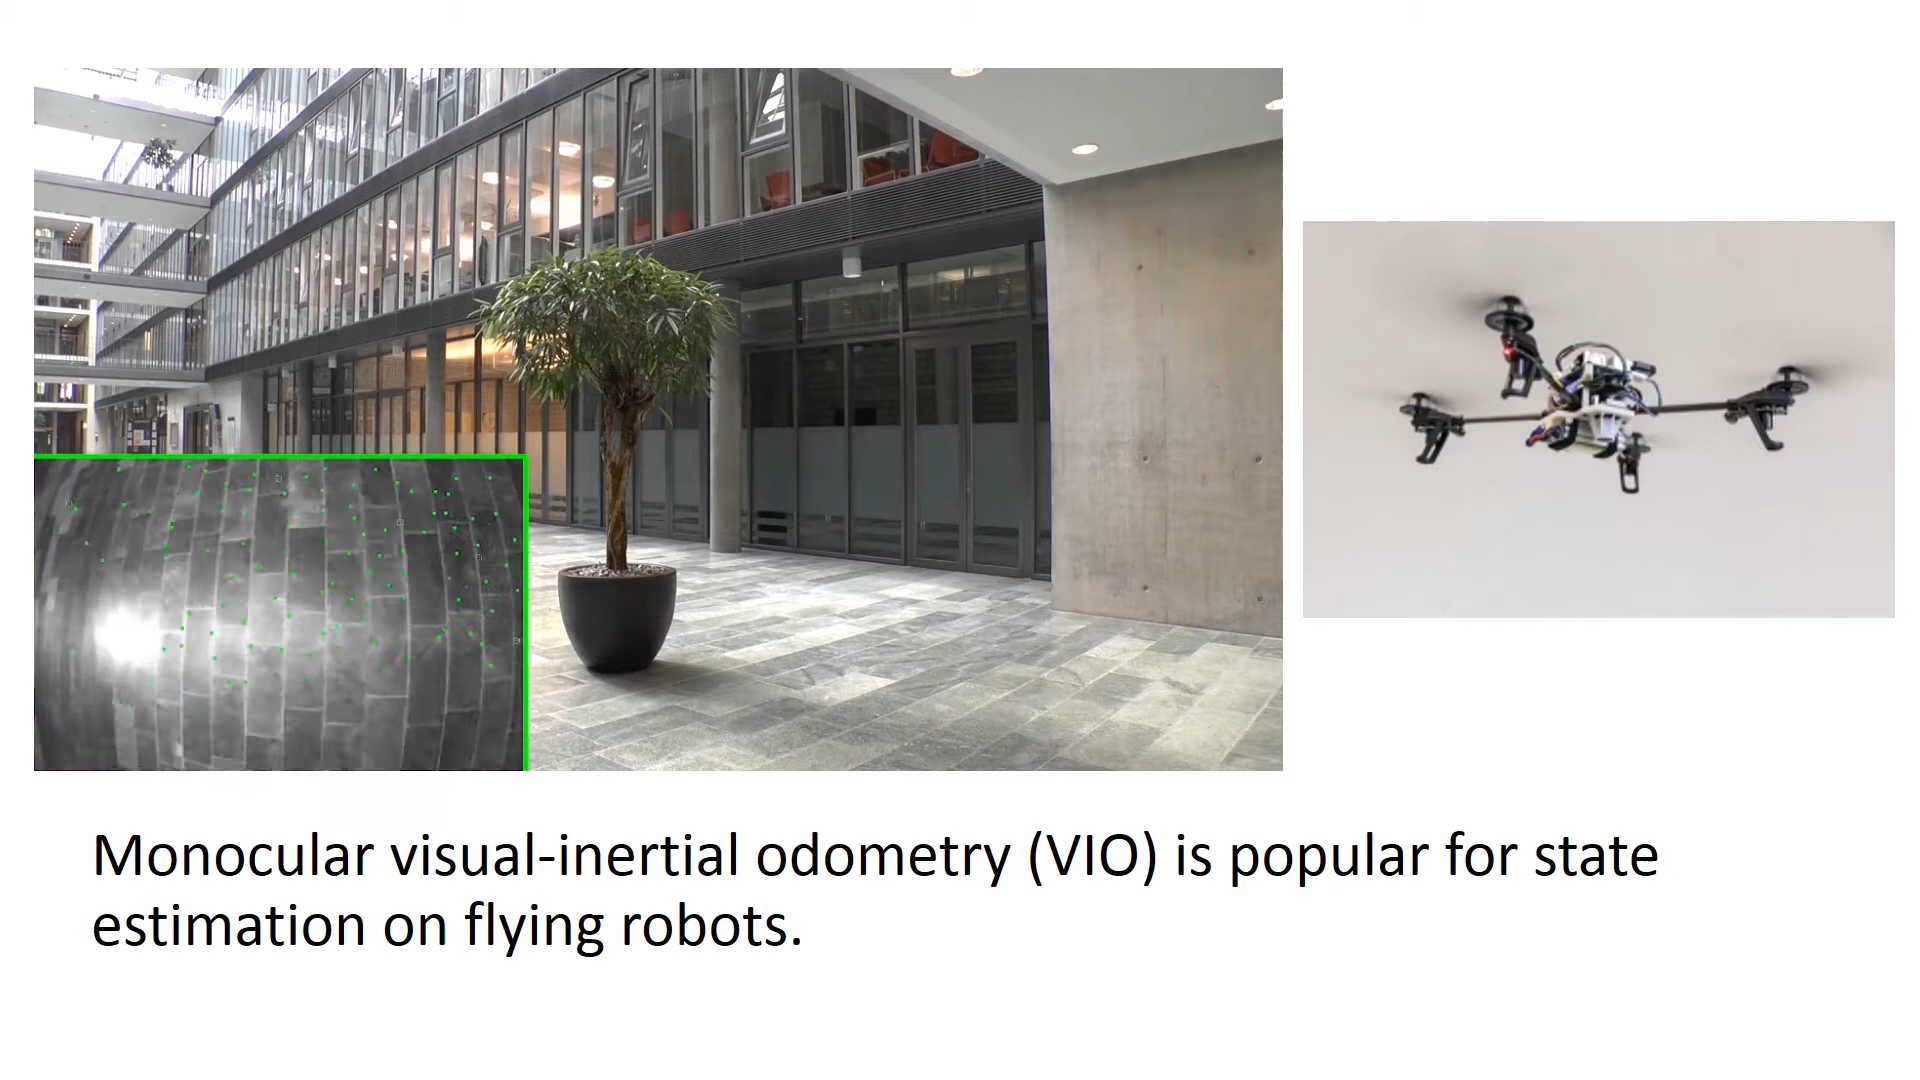 Monocular visual-inertial odometry (VIO) is popular for state
estimation on flying robots.